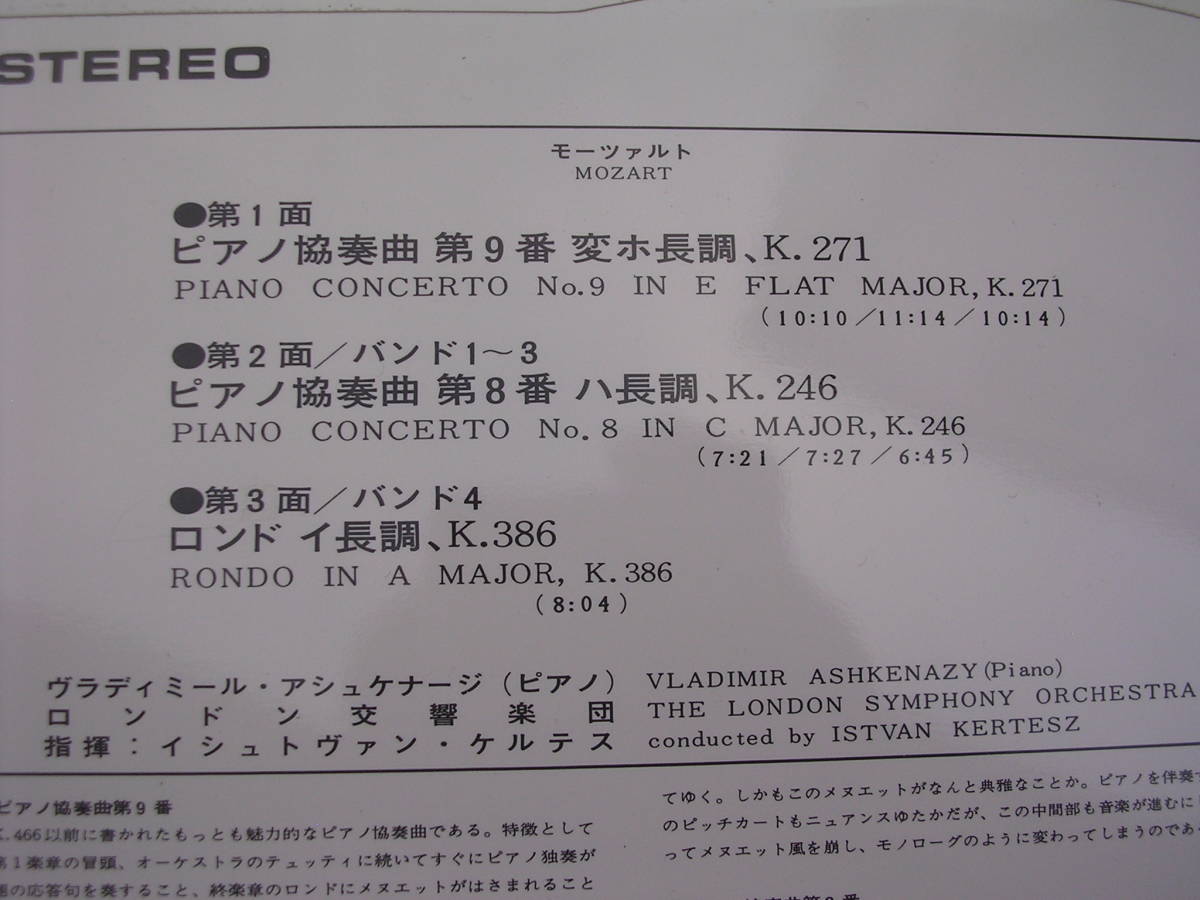 STEREO
モーツァルト
MOZART
●第1面
ピアノ協奏曲 第9番 変ホ長調、K. 271
PIANO CONCERTO No.9 IN E FLAT MAJOR, K. 271
(10:10/11:14/10:14)
●第2面/バンド1～3
ピアノ協奏曲 第8番 ハ長調、K. 246
PIANO CONCERTO No. 8 IN C MAJOR, K. 246
(7:21/7:27/6:45)
●第3面/バンド4
ロンド イ長調、K. 386
RONDO IN A MAJOR, K. 386
(8:04)
ヴラディミール・アシュケナージ(ピアノ) VLADIMIR ASHKENAZY (Piano)
ロンドン交響楽団 THE LONDON SYMPHONY ORCHESTRA
指揮:イシュトヴァン・ケルテス conducted by ISTVAN KERTESZ
ピアノ協奏曲第9番
K.466以前に書かれたもっとも魅力的なピアノ協奏曲である。特徴として
第1楽章の冒頭、オーケストラのテュッティに続いてすぐにピアノ独奏が
の応答句を奏すること、終楽章のロンドにメヌエットがはさまれること
てゆく。しかもこのメヌエットがなんと典雅なことか。ピアノを伴奏す
のピッチカートもニュアンスゆたかだが、この中間部も音楽が進むに
ってメヌエット風を崩し、モノローグのように変わってしまうのであ